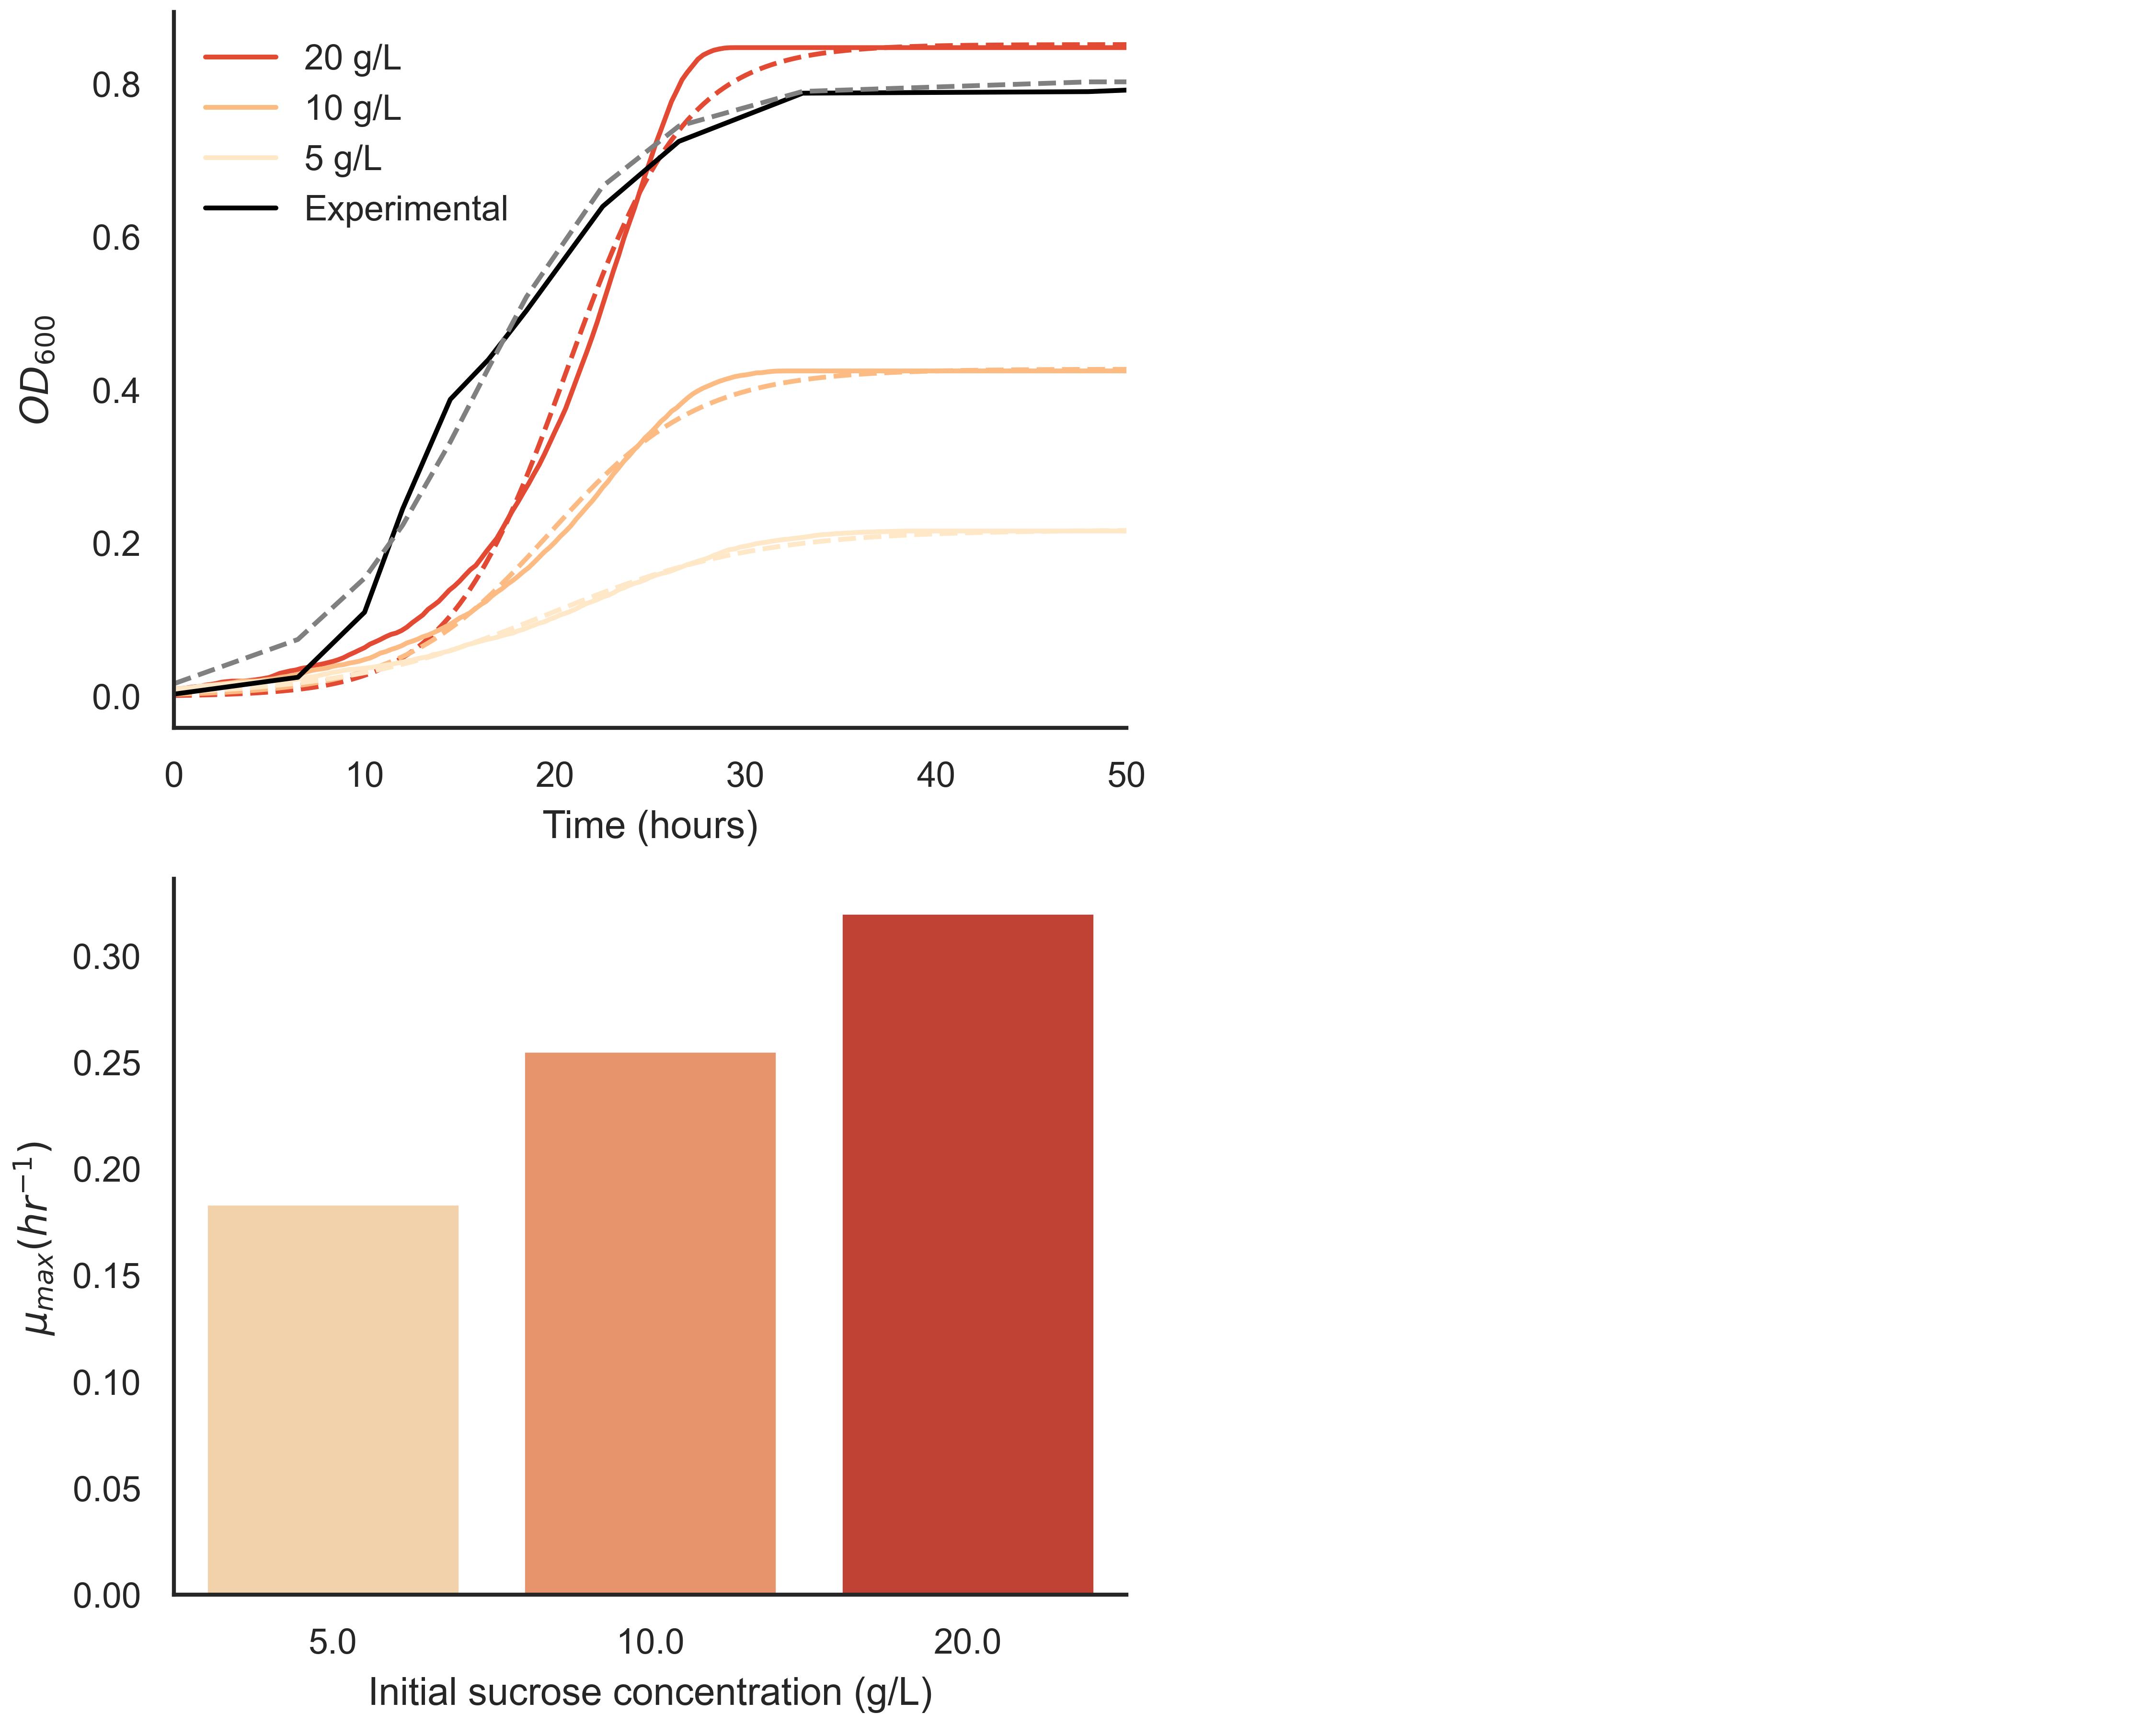 20 g/L
10 g/L
5 g/L
Experimental
0.8
0.6
0.4
0.2
0.0
OD600
0 10 20 30 40 50
Time (hours)
0.30
0.25
0.20
0.15
0.10
0.05
0.00
μmax(hr−1)
5.0 10.0 20.0
Initial sucrose concentration (g/L)